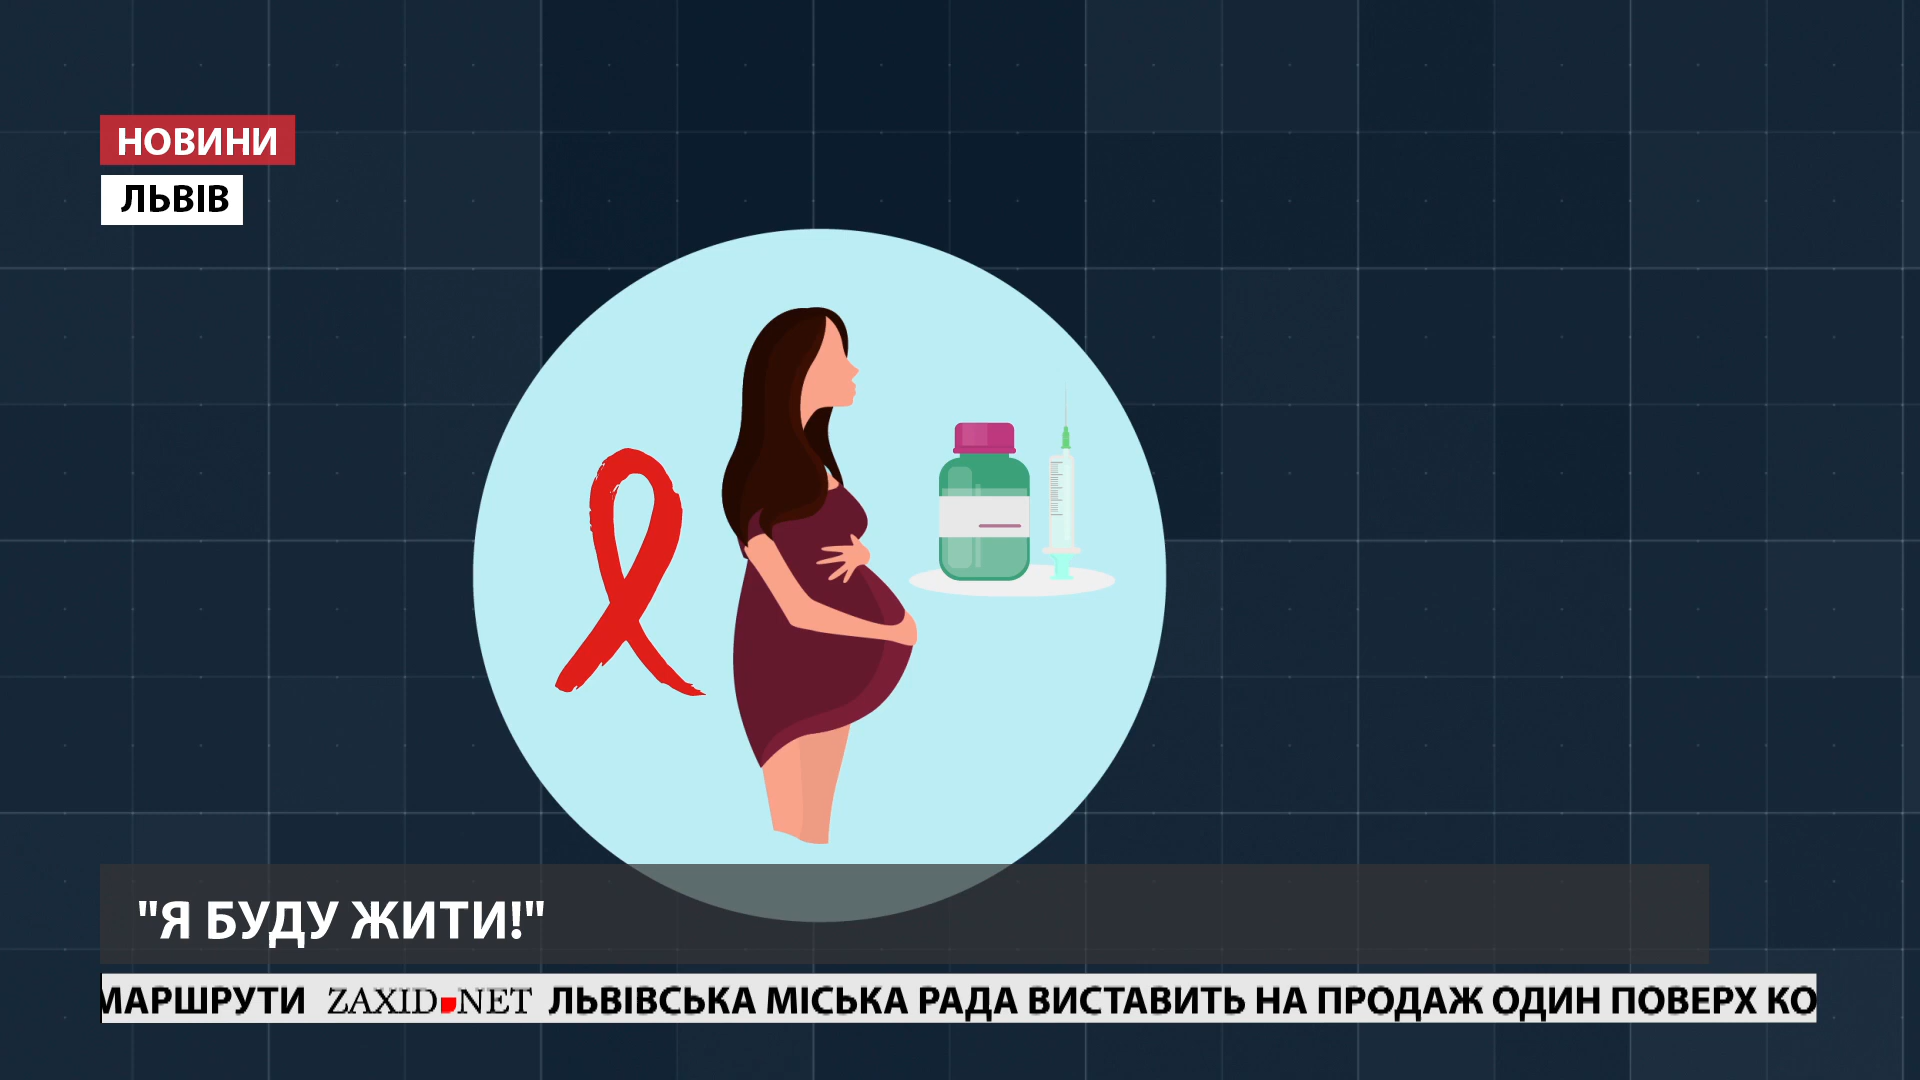 НОВИНИ
ЛЬВІВ
"Я БУДУ ЖИТИ!"
МАРШРУТИ ZAXID.NET ЛЬВІВСЬКА МІСЬКА РАДА ВИСТАВИТЬ НА ПРОДАЖ ОДИН ПОВЕРХ КО